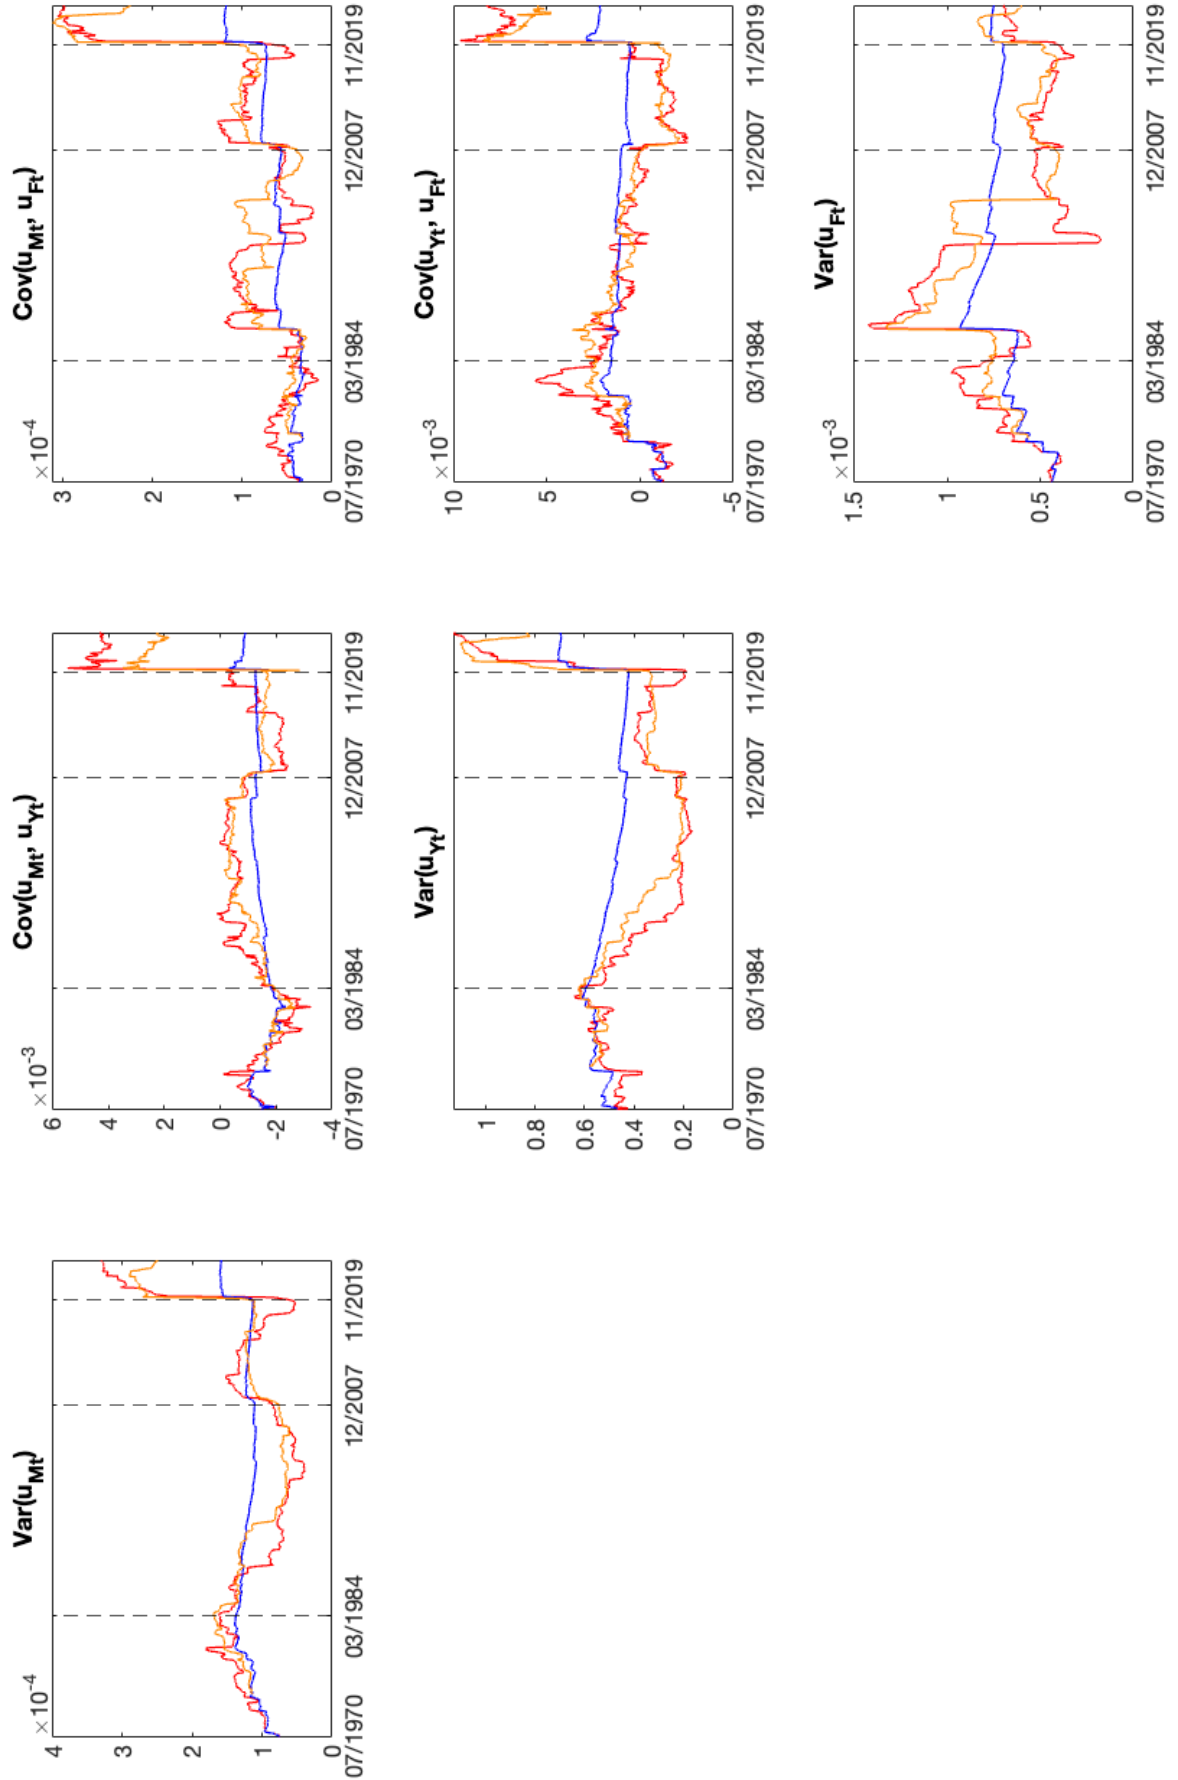 Var(u_Mt)
×10^-4
4
3
2
1
0
07/1970 03/1984 12/2007 11/2019
Cov(u_Mt, u_Yt)
×10^-3
6
4
2
0
-2
-4
07/1970 03/1984 12/2007 11/2019
Cov(u_Mt, u_Ft)
×10^-4
3
2
1
0
07/1970 03/1984 12/2007 11/2019
Var(u_Yt)
1
0.8
0.6
0.4
0.2
0
07/1970 03/1984 12/2007 11/2019
Cov(u_Yt, u_Ft)
×10^-3
10
5
0
-5
07/1970 03/1984 12/2007 11/2019
Var(u_Ft)
×10^-3
1.5
1
0.5
0
07/1970 03/1984 12/2007 11/2019